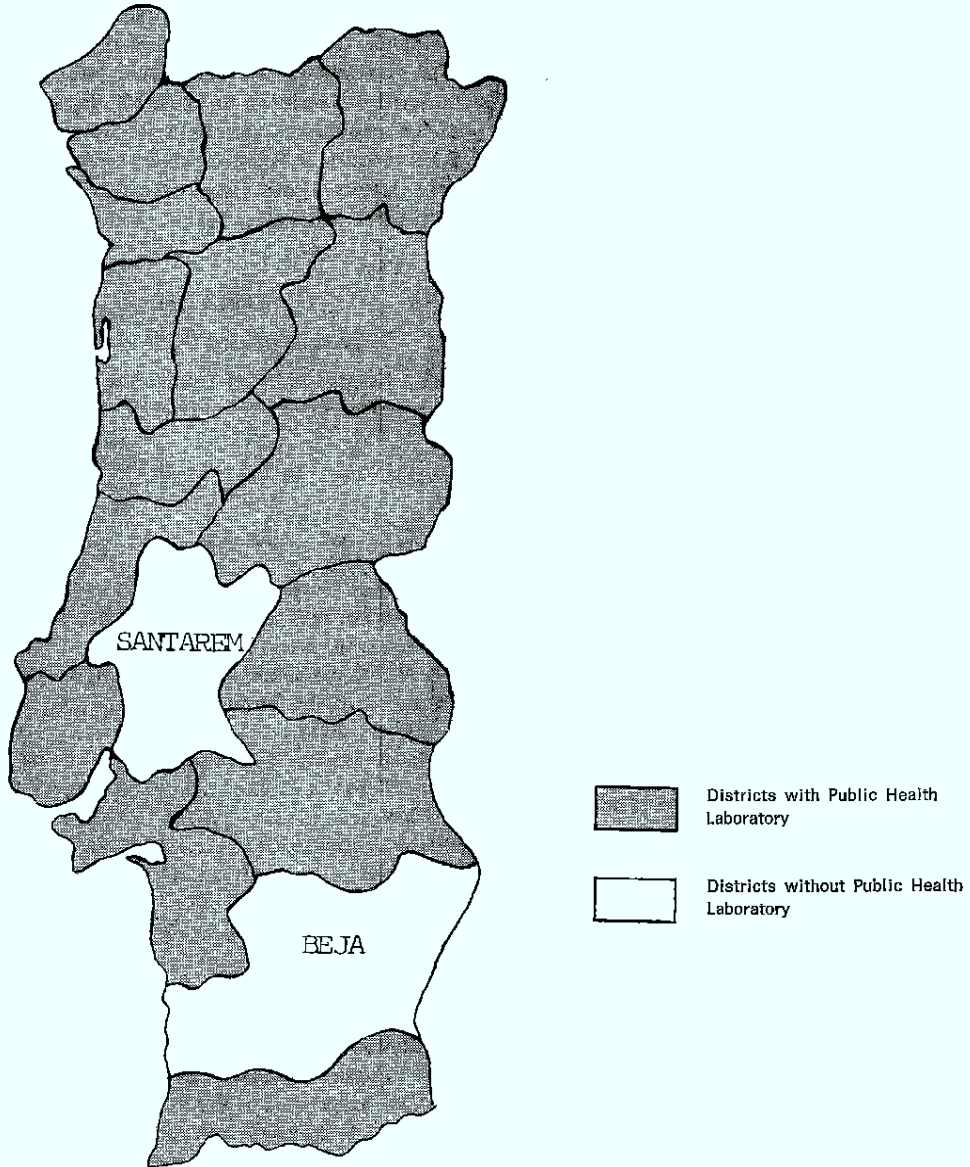 SANTAREM
BEJA
Districts with Public Health
Laboratory
Districts without Public Health
Laboratory